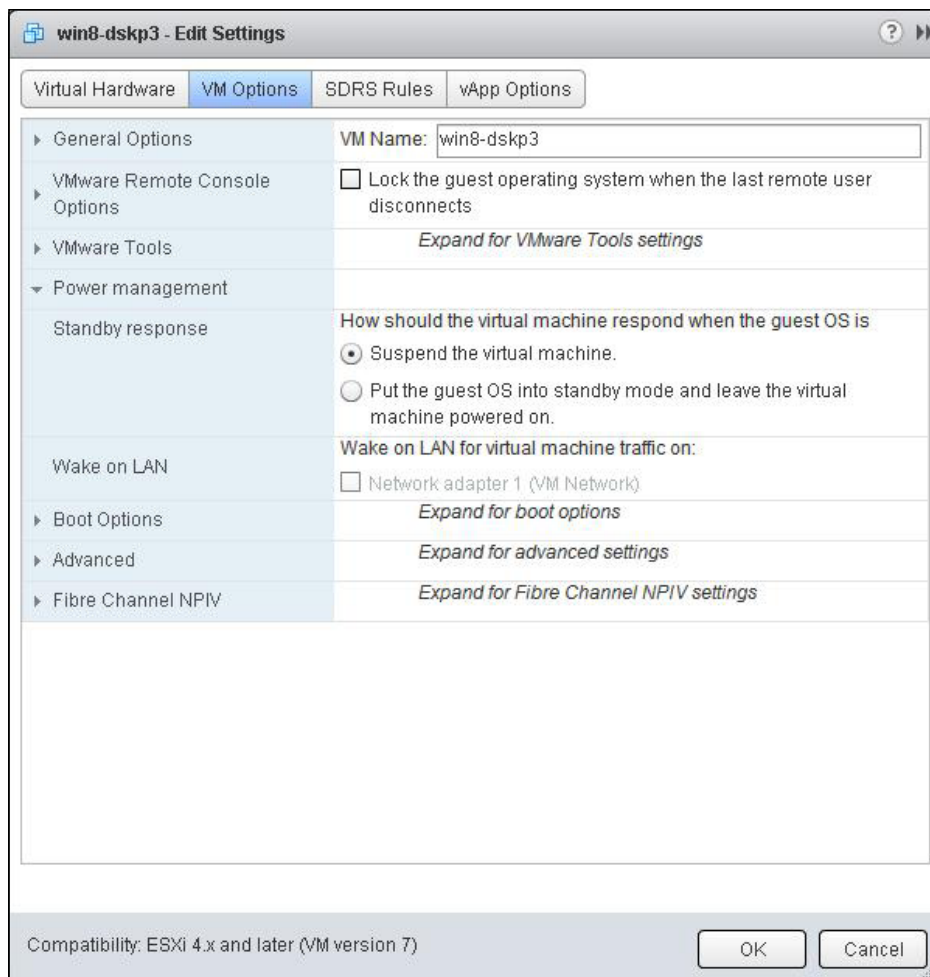 win8-dskp3 - Edit Settings
?
Virtual Hardware
VM Options
SDRS Rules
vApp Options
General Options
VM Name: win8-dskp3
VMware Remote Console
Options
Lock the guest operating system when the last remote user
disconnects
VMware Tools
Expand for VMware Tools settings
Power management
Standby response
How should the virtual machine respond when the guest OS is
Suspend the virtual machine.
Put the guest OS into standby mode and leave the virtual
machine powered on.
Wake on LAN
Wake on LAN for virtual machine traffic on:
Network adapter 1 (VM Network)
Boot Options
Expand for boot options
Advanced
Expand for advanced settings
Fibre Channel NPIV
Expand for Fibre Channel NPIV settings
Compatibility: ESXi 4.x and later (VM version 7)
OK
Cancel